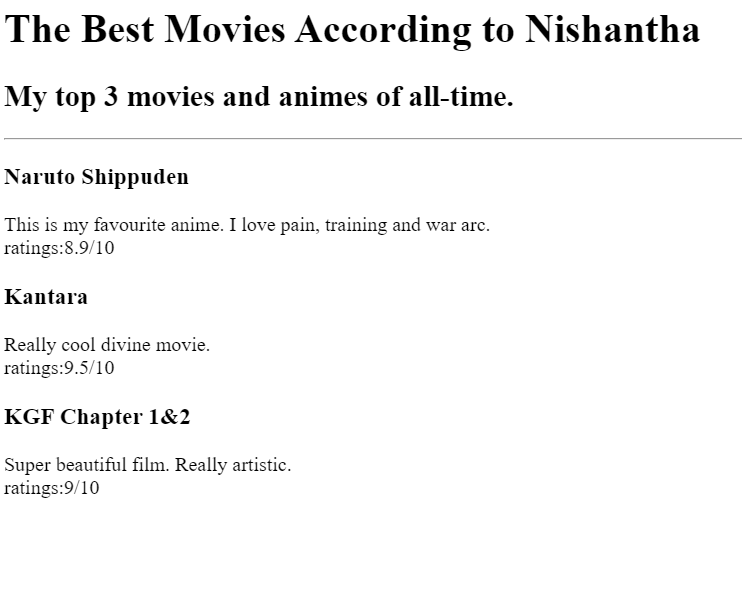 The Best Movies According to Nishantha
My top 3 movies and animes of all-time.
Naruto Shippuden
This is my favourite anime. I love pain, training and war arc.
ratings:8.9/10
Kantara
Really cool divine movie.
ratings:9.5/10
KGF Chapter 1&2
Super beautiful film. Really artistic.
ratings:9/10